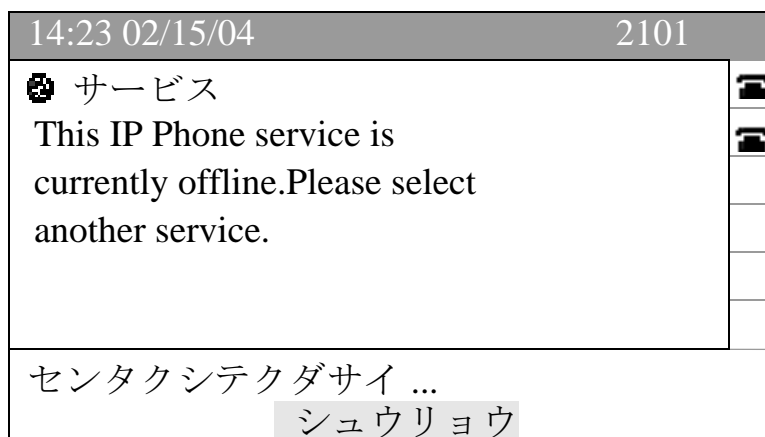 14:23 02/15/04 2101
サービス
This IP Phone service is
currently offline.Please select
another service.
センタクシテクダサイ ...
シュウリョウ